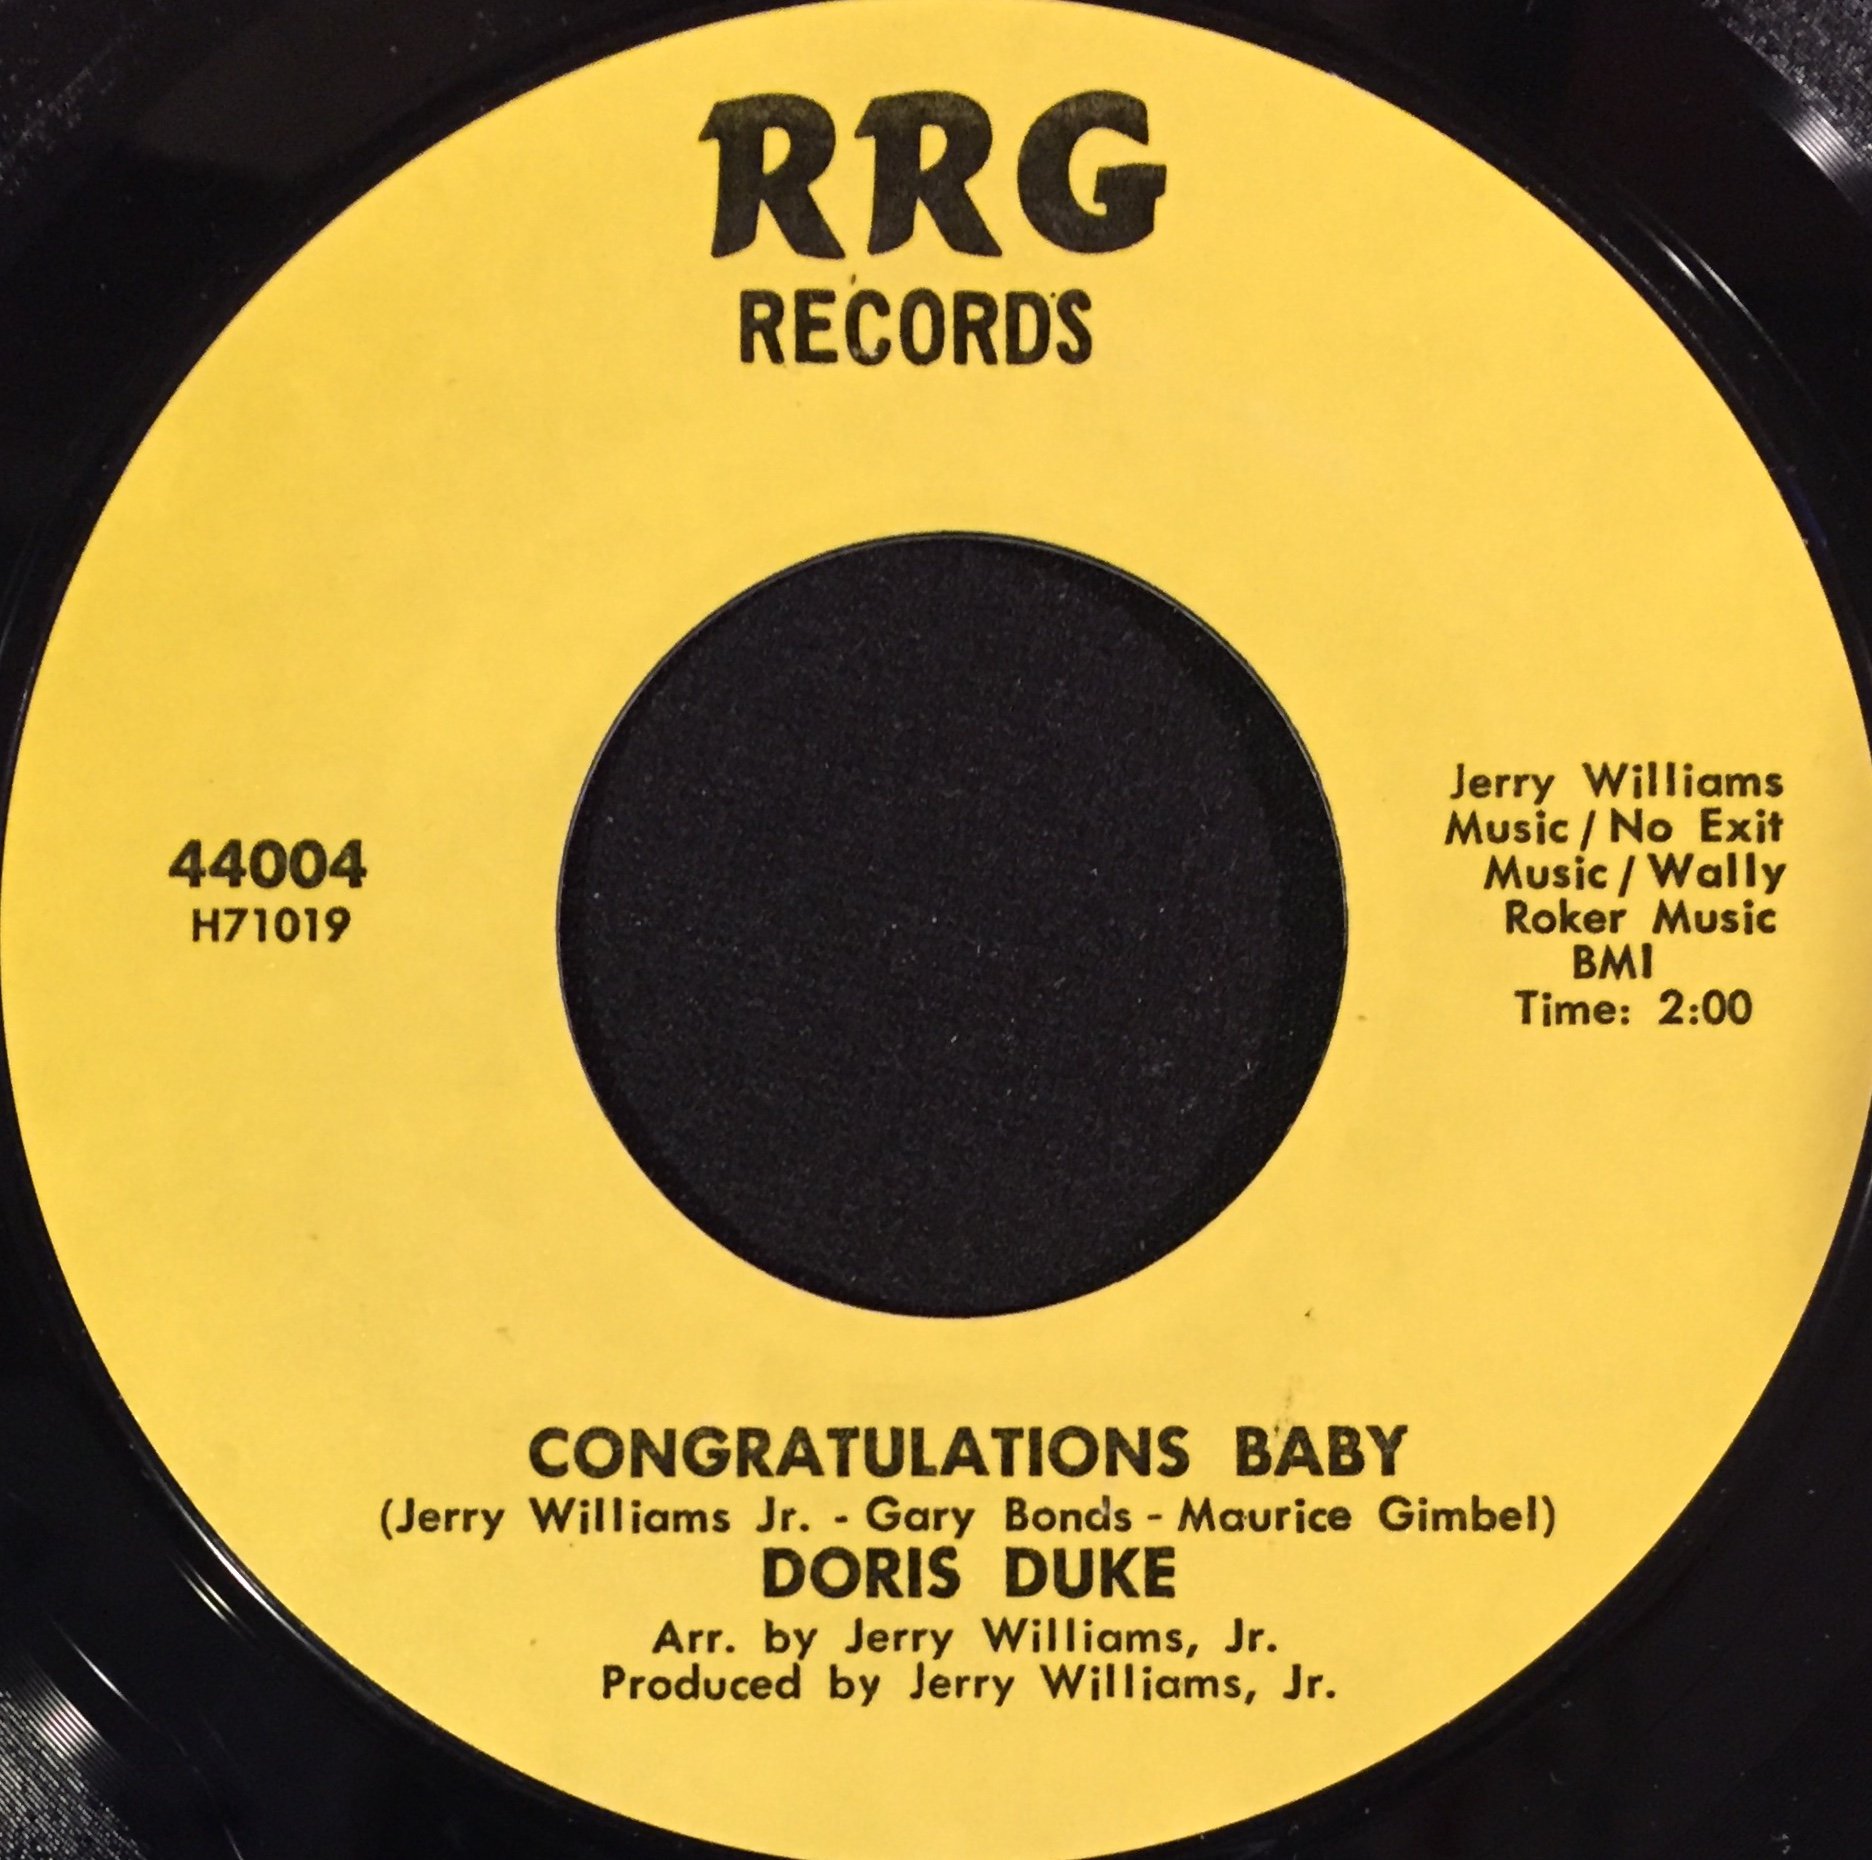 RRG
RECORDS
44004
H71019
Jerry Williams
Music / No Exit
Music / Wally
Roker Music
BMI
Time: 2:00
CONGRATULATIONS BABY
(Jerry Williams Jr. - Gary Bonds - Maurice Gimbel)
DORIS DUKE
Arr. by Jerry Williams, Jr.
Produced by Jerry Williams, Jr.